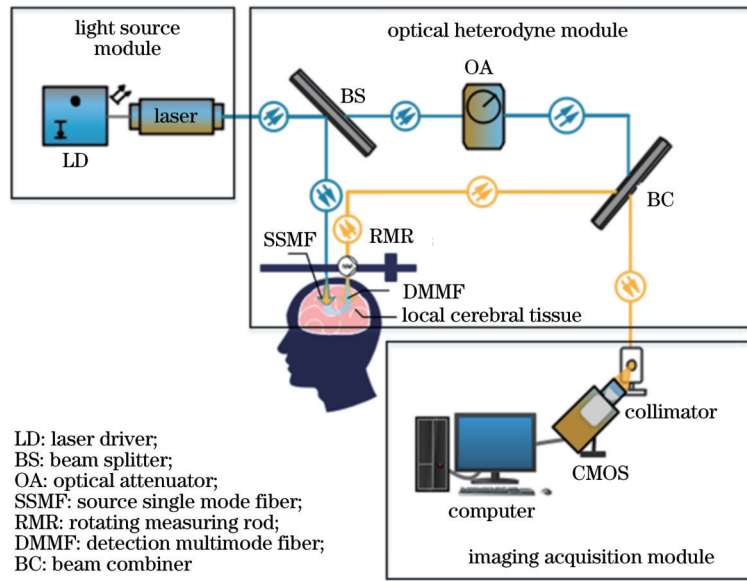 light source
module
optical heterodyne module
OA
BS
laser
LD
BC
SSMF
RMR
DMMF
local cerebral tissue
collimator
CMOS
computer
imaging acquisition module
LD: laser driver;
BS: beam splitter;
OA: optical attenuator;
SSMF: source single mode fiber;
RMR: rotating measuring rod;
DMMF: detection multimode fiber;
BC: beam combiner